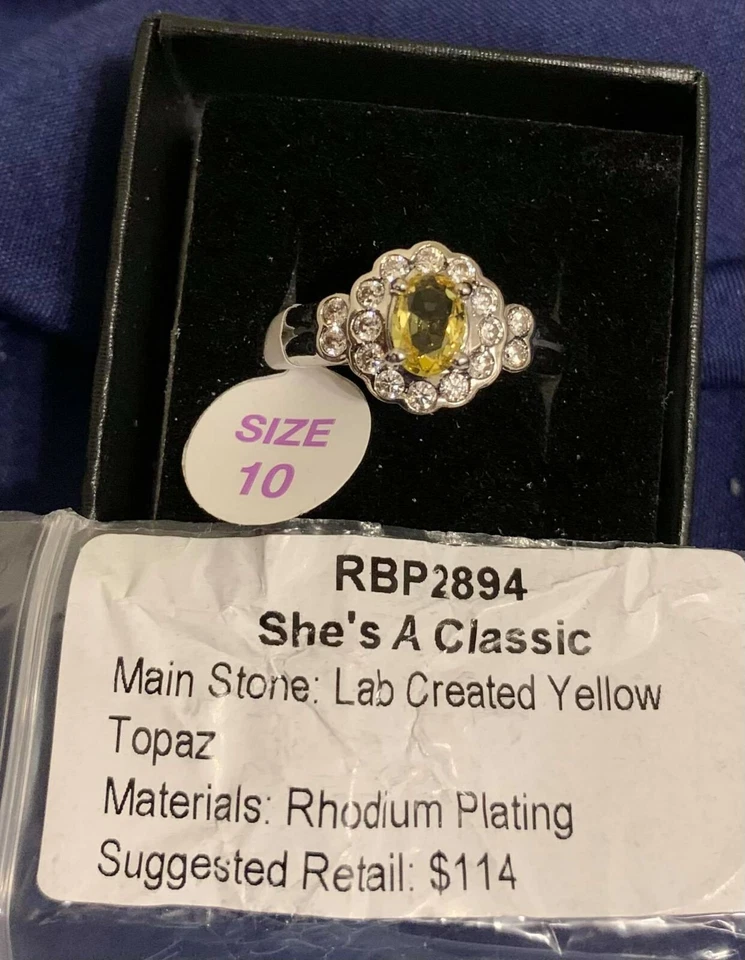 SIZE
10
RBP2894
She's A Classic
Main Stone: Lab Created Yellow
Topaz
Materials: Rhodium Plating
Suggested Retail: $114